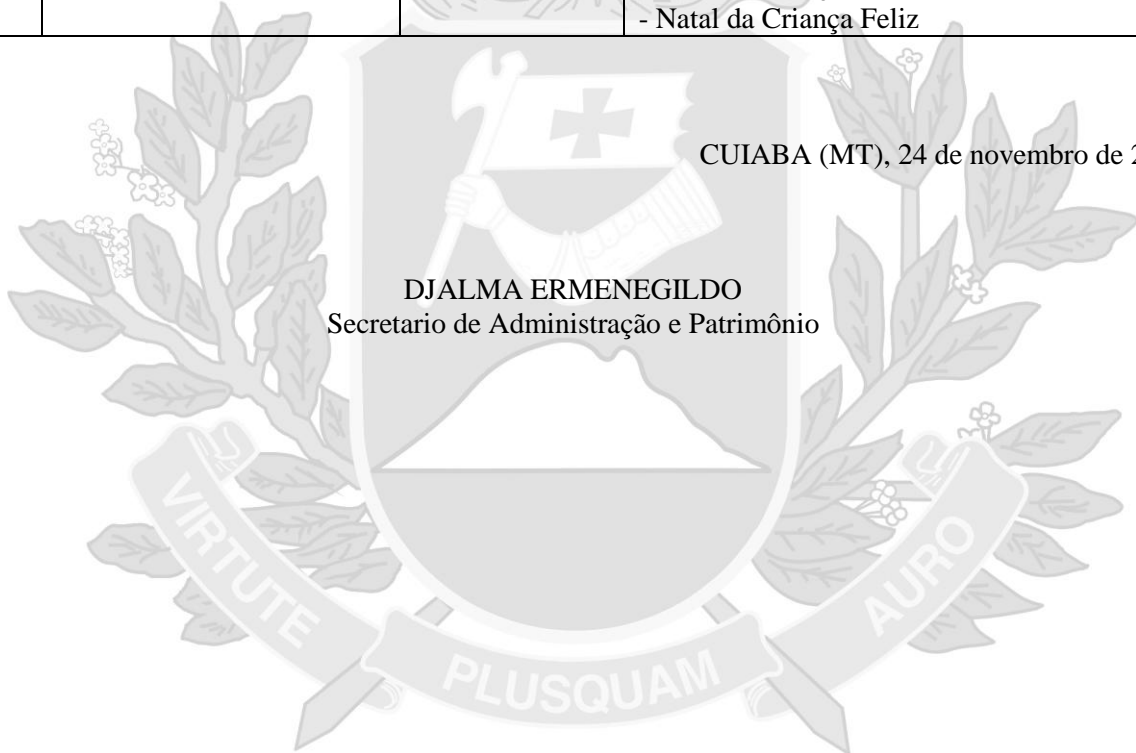 - Natal da Criança Feliz
CUIABA (MT), 24 de novembro de 2
DJALMA ERMENEGILDO
Secretario de Administração e Patrimônio
VIRTUTE
PLUSQUAM
AURO